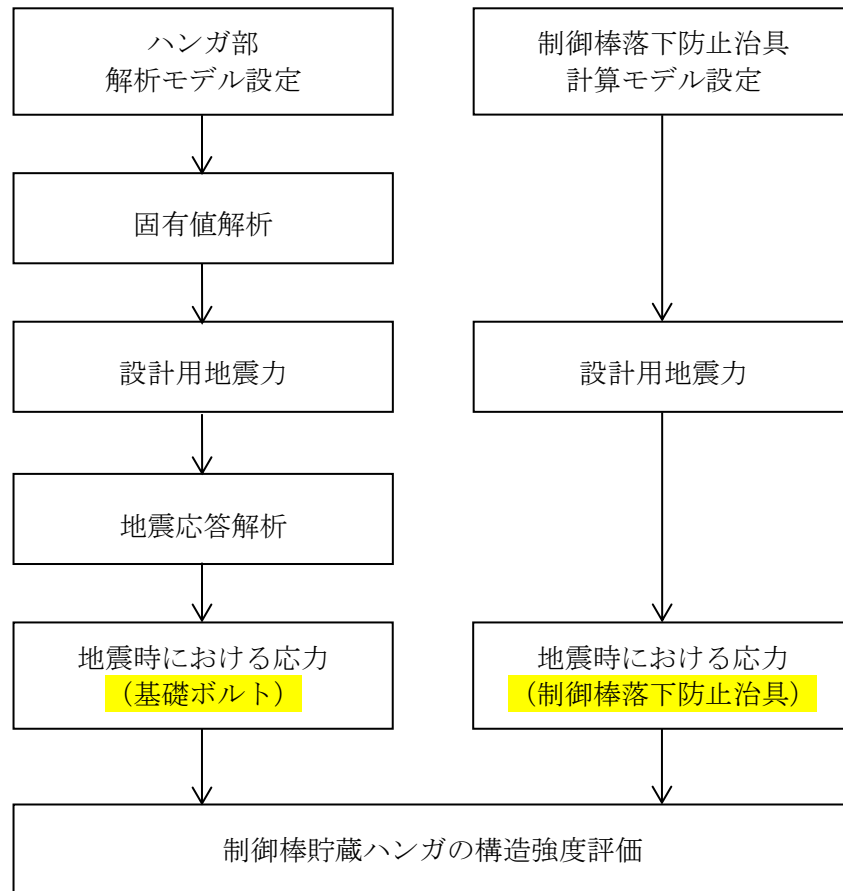 ハンガ部
解析モデル設定
固有値解析
設計用地震力
地震応答解析
地震時における応力
（基礎ボルト）
制御棒落下防止治具
計算モデル設定
設計用地震力
地震時における応力
（制御棒落下防止治具）
制御棒貯蔵ハンガの構造強度評価